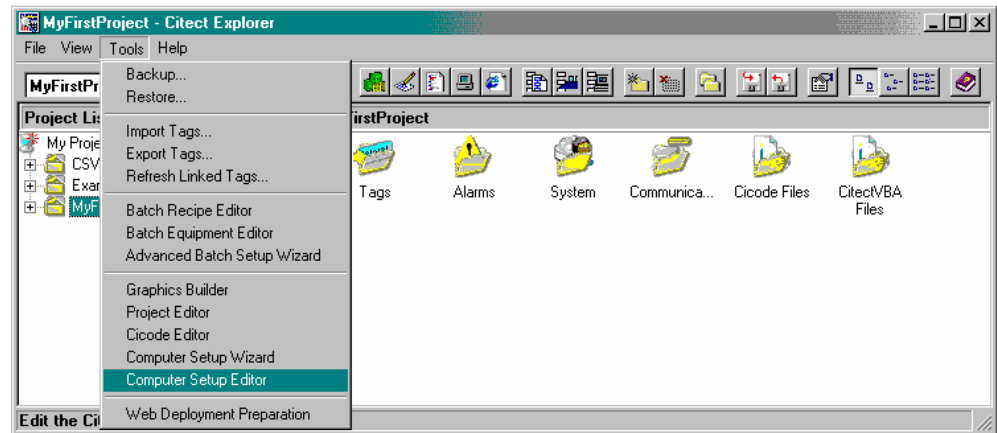 MyFirstProject - Citect Explorer
File View Tools Help
MyFirstPr
Backup...
Restore...
Import Tags...
Export Tags...
Refresh Linked Tags...
Batch Recipe Editor
Batch Equipment Editor
Advanced Batch Setup Wizard
Graphics Builder
Project Editor
Cicode Editor
Computer Setup Wizard
Computer Setup Editor
Web Deployment Preparation
Project Lis
My Proje
CSV
Exar
MyF
irstProject
Tags
Alarms
System
Communica...
Cicode Files
CitectVBA
Files
Edit the Cit